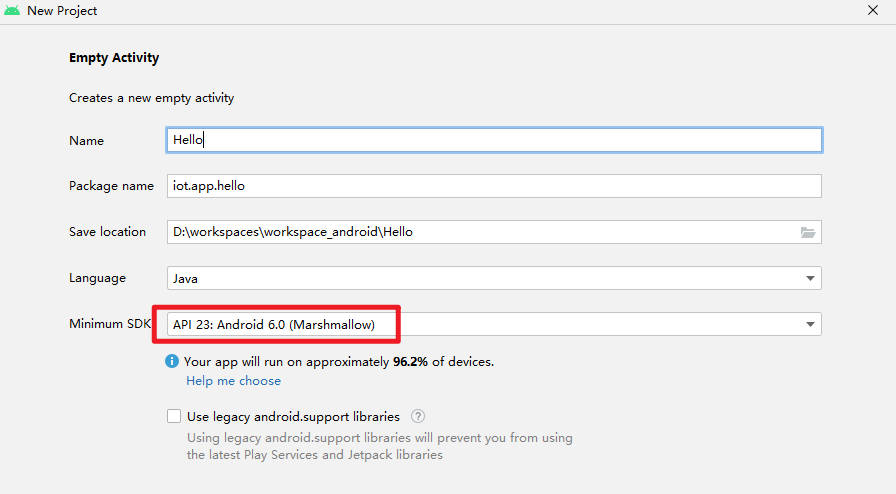 New Project
Empty Activity
Creates a new empty activity
Name Hello
Package name iot.app.hello
Save location D:\workspaces\workspace_android\Hello
Language Java
Minimum SDK API 23: Android 6.0 (Marshmallow)
Your app will run on approximately 96.2% of devices.
Help me choose
Use legacy android.support libraries ?
Using legacy android.support libraries will prevent you from using
the latest Play Services and Jetpack libraries